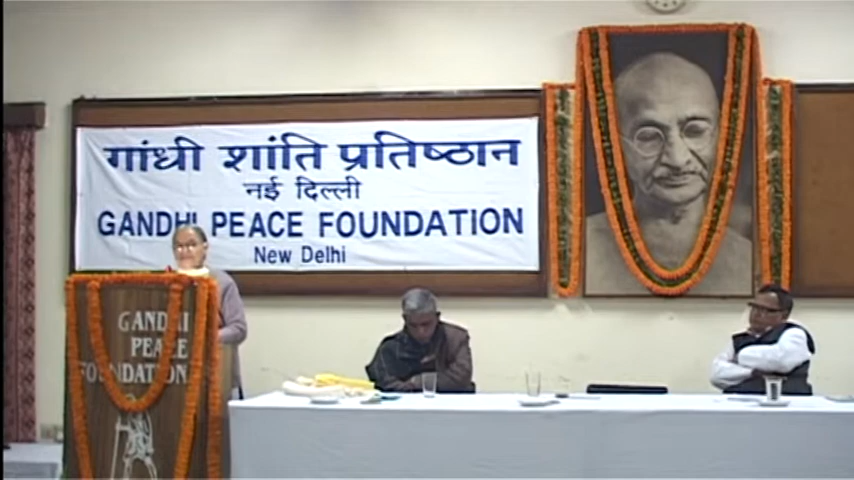 गांधी शांति प्रतिष्ठान
नई दिल्ली
GANDHI PEACE FOUNDATION
New Delhi
GANDHI
PEACE
FOUNDATION